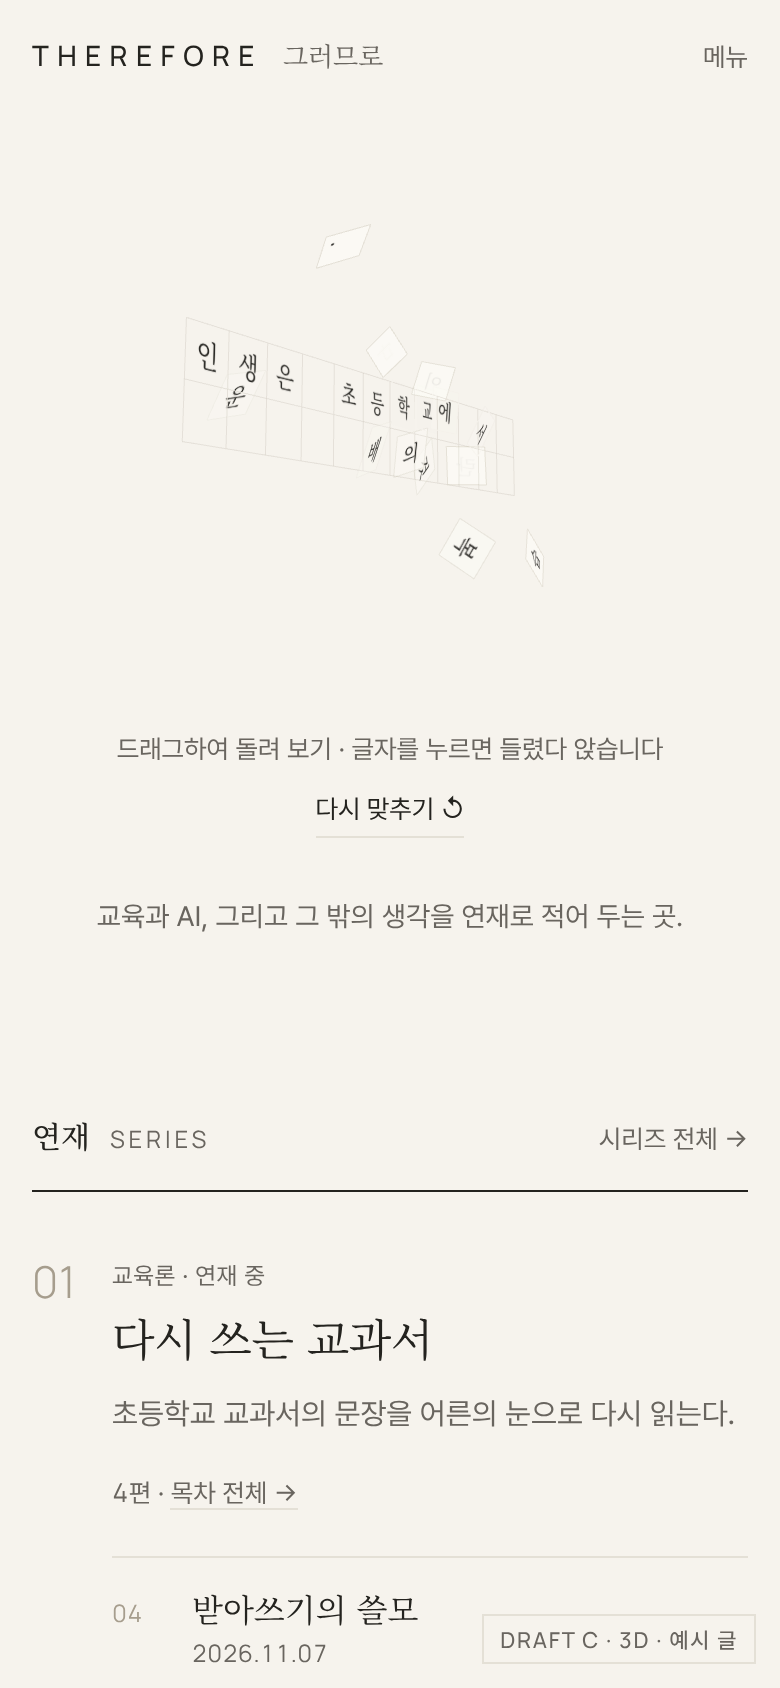 THEREFORE 그러므로
메뉴
인생은 초등학교에서
운
배 의
눅
드래그하여 돌려 보기 · 글자를 누르면 들렸다 앉습니다
다시 맞추기
교육과 AI, 그리고 그 밖의 생각을 연재로 적어 두는 곳.
연재 SERIES
시리즈 전체 →
01
교육론 · 연재 중
다시 쓰는 교과서
초등학교 교과서의 문장을 어른의 눈으로 다시 읽는다.
4편 · 목차 전체 →
04
받아쓰기의 쓸모
2026.11.07
DRAFT C · 3D · 예시 글